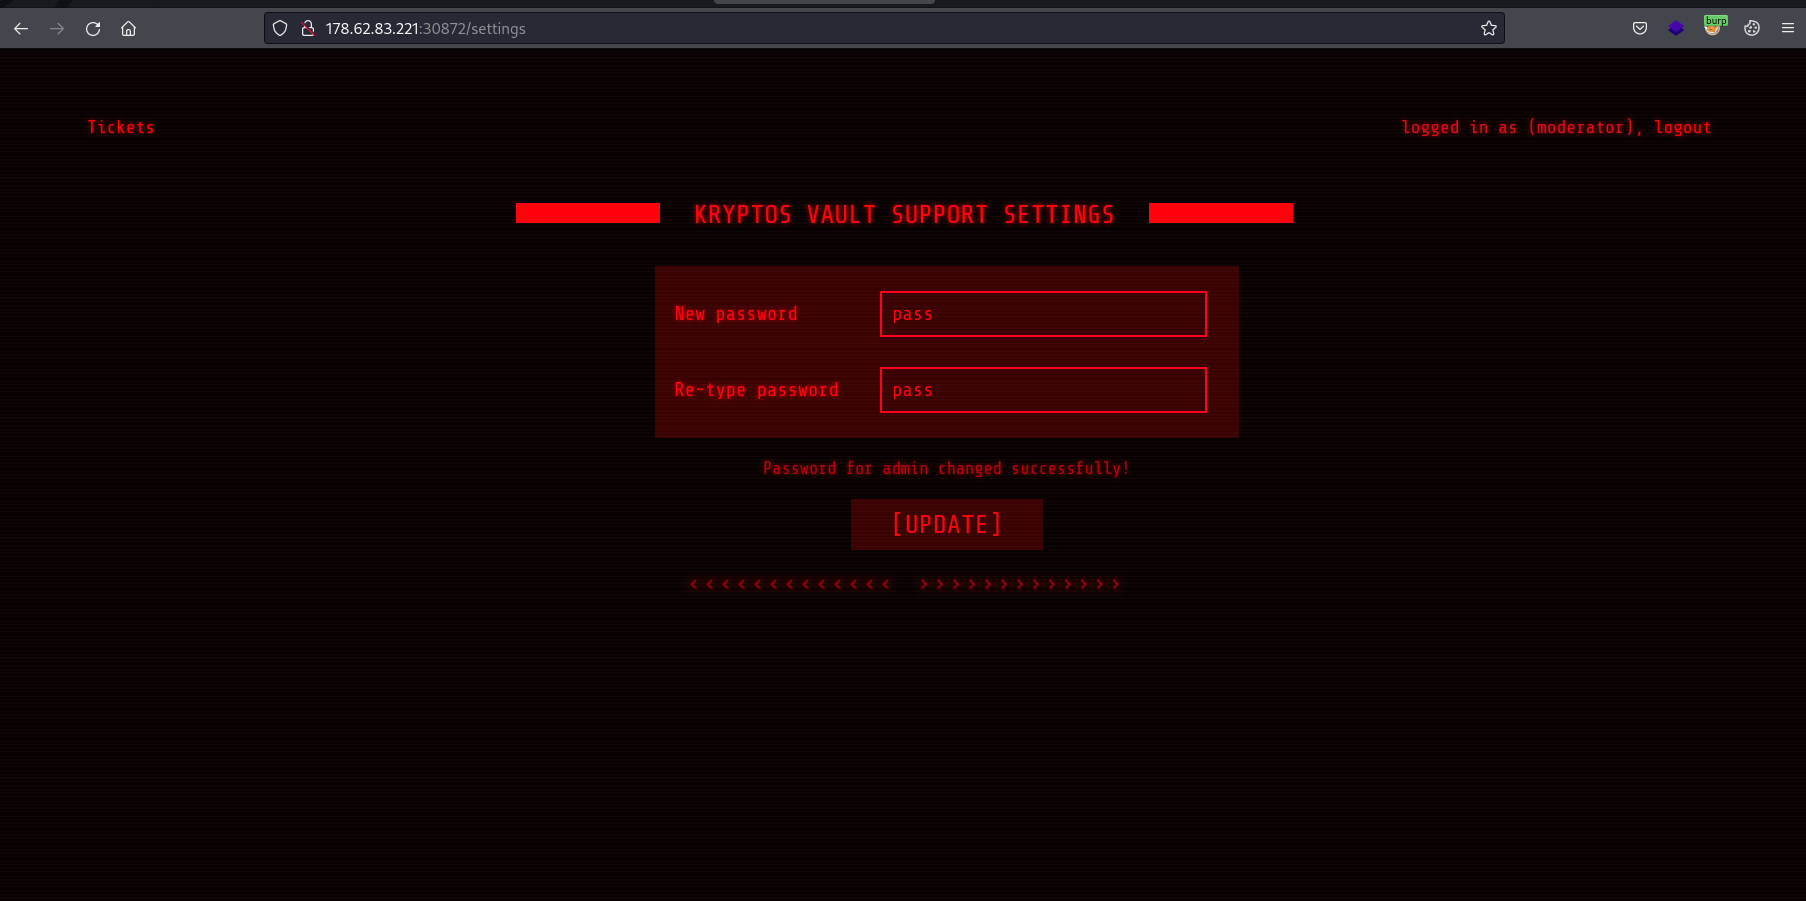 178.62.83.221:30872/settings
burp
Tickets
logged in as (moderator), logout
KRYPTOS VAULT SUPPORT SETTINGS
New password
pass
Re-type password
pass
Password for admin changed successfully!
[UPDATE]
<<<<<<<<<<<<< >>>>>>>>>>>>>